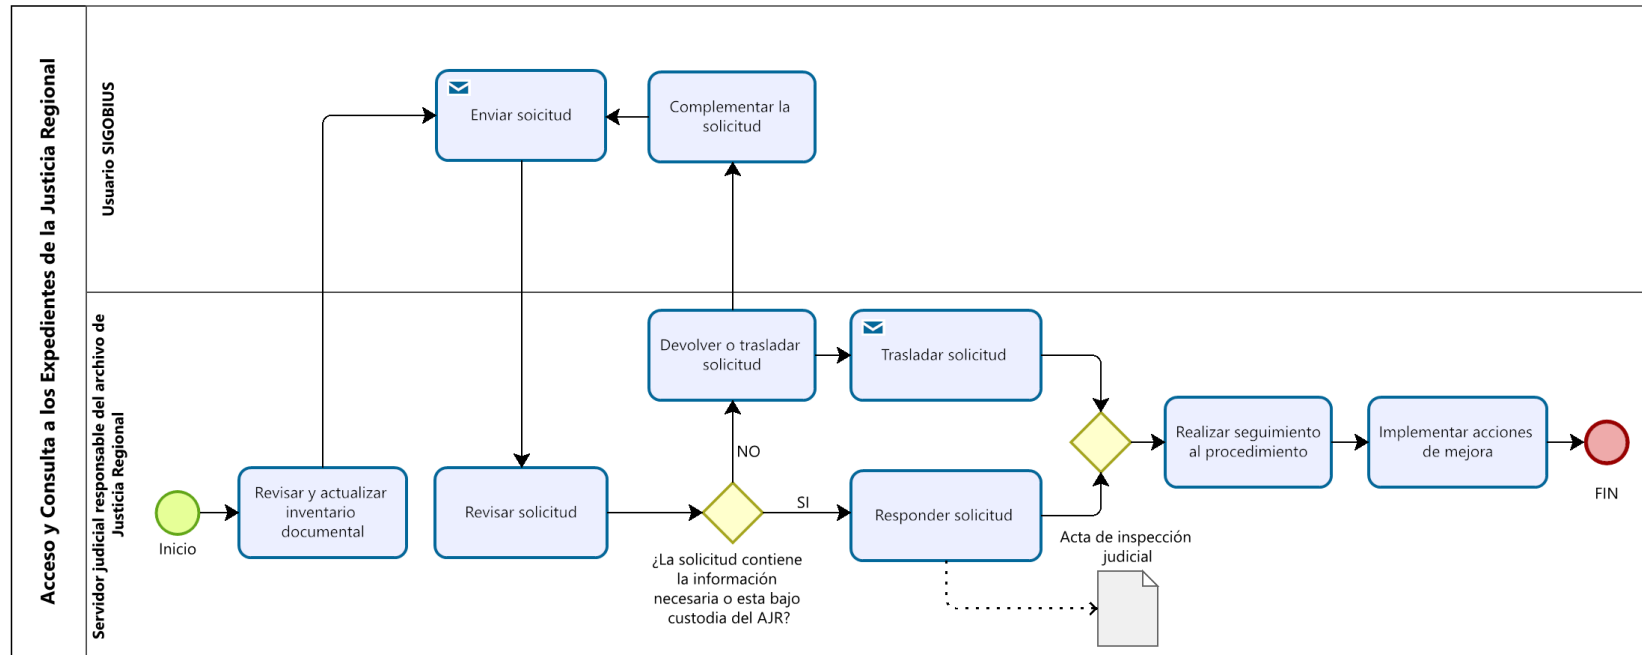 Acceso y Consulta a los Expedientes de la Justicia Regional
Usuario SIGOBIUS
Enviar soicitud
Complementar la
solicitud
Servidor judicial responsable del archivo de
Justicia Regional
Inicio
Revisar y actualizar
inventario
documental
Revisar solicitud
¿La solicitud contiene
la información
necesaria o esta bajo
custodia del AJR?
NO
SI
Devolver o trasladar
solicitud
Trasladar solicitud
Responder solicitud
Acta de inspección
judicial
Realizar seguimiento
al procedimiento
Implementar acciones
de mejora
FIN